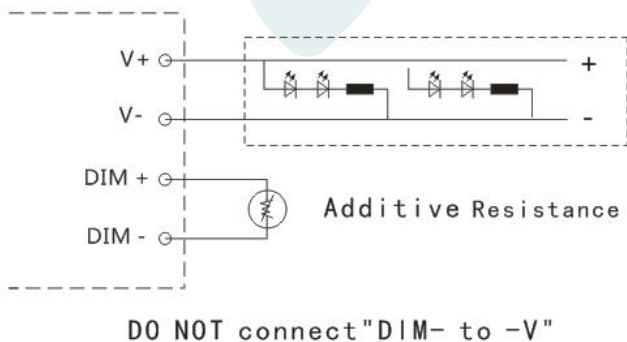 V+
+
V-
-
DIM +
Additive Resistance
DIM -
DO NOT connect"DIM- to -V"